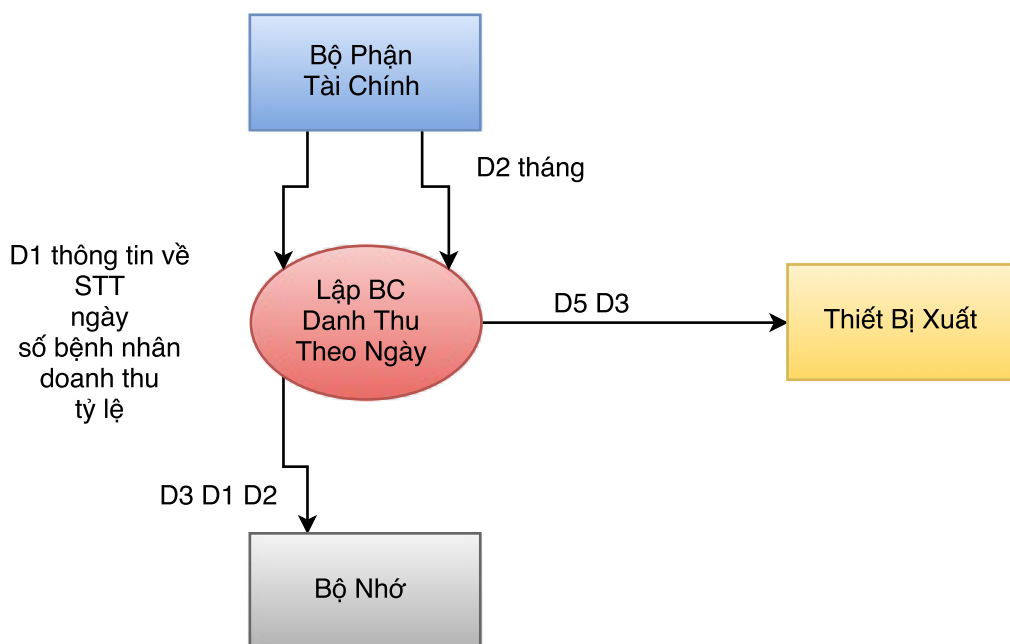 Bộ Phận
Tài Chính
D2 tháng
D1 thông tin về
STT
ngày
số bệnh nhân
doanh thu
tỷ lệ
Lập BC
Danh Thu
Theo Ngày
D5 D3
Thiết Bị Xuất
D3 D1 D2
Bộ Nhớ